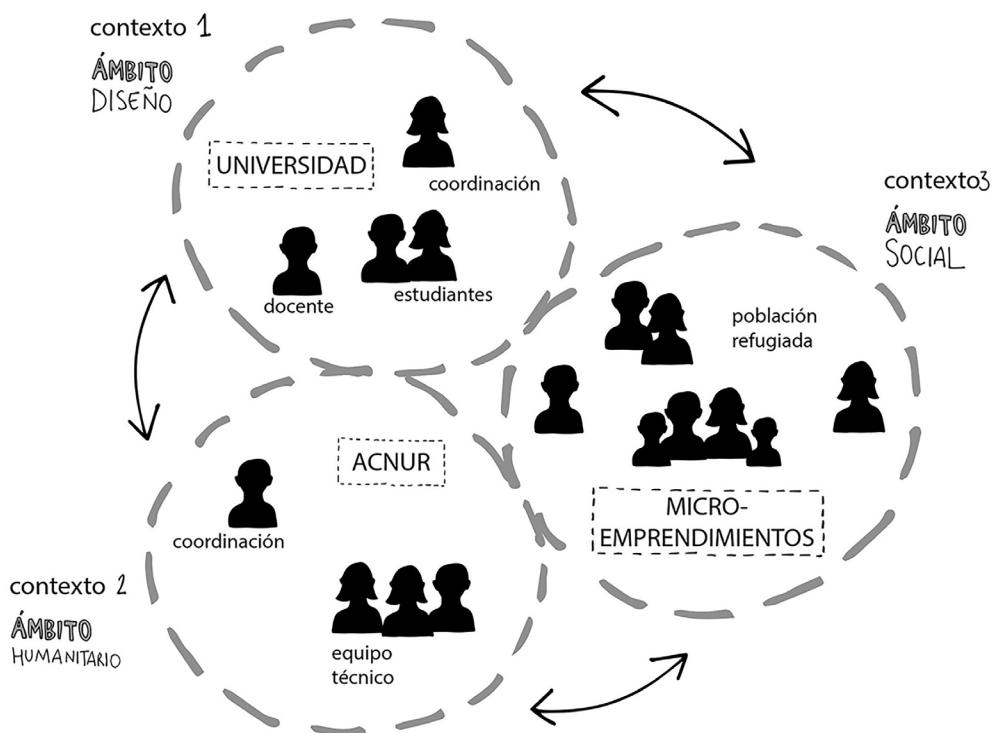 contexto 1
ÁMBITO
DISEÑO
UNIVERSIDAD
coordinación
docente
estudiantes
contexto3
ÁMBITO
SOCIAL
población
refugiada
MICRO-
EMPRENDIMIENTOS
contexto 2
ÁMBITO
HUMANITARIO
ACNUR
coordinación
equipo
técnico